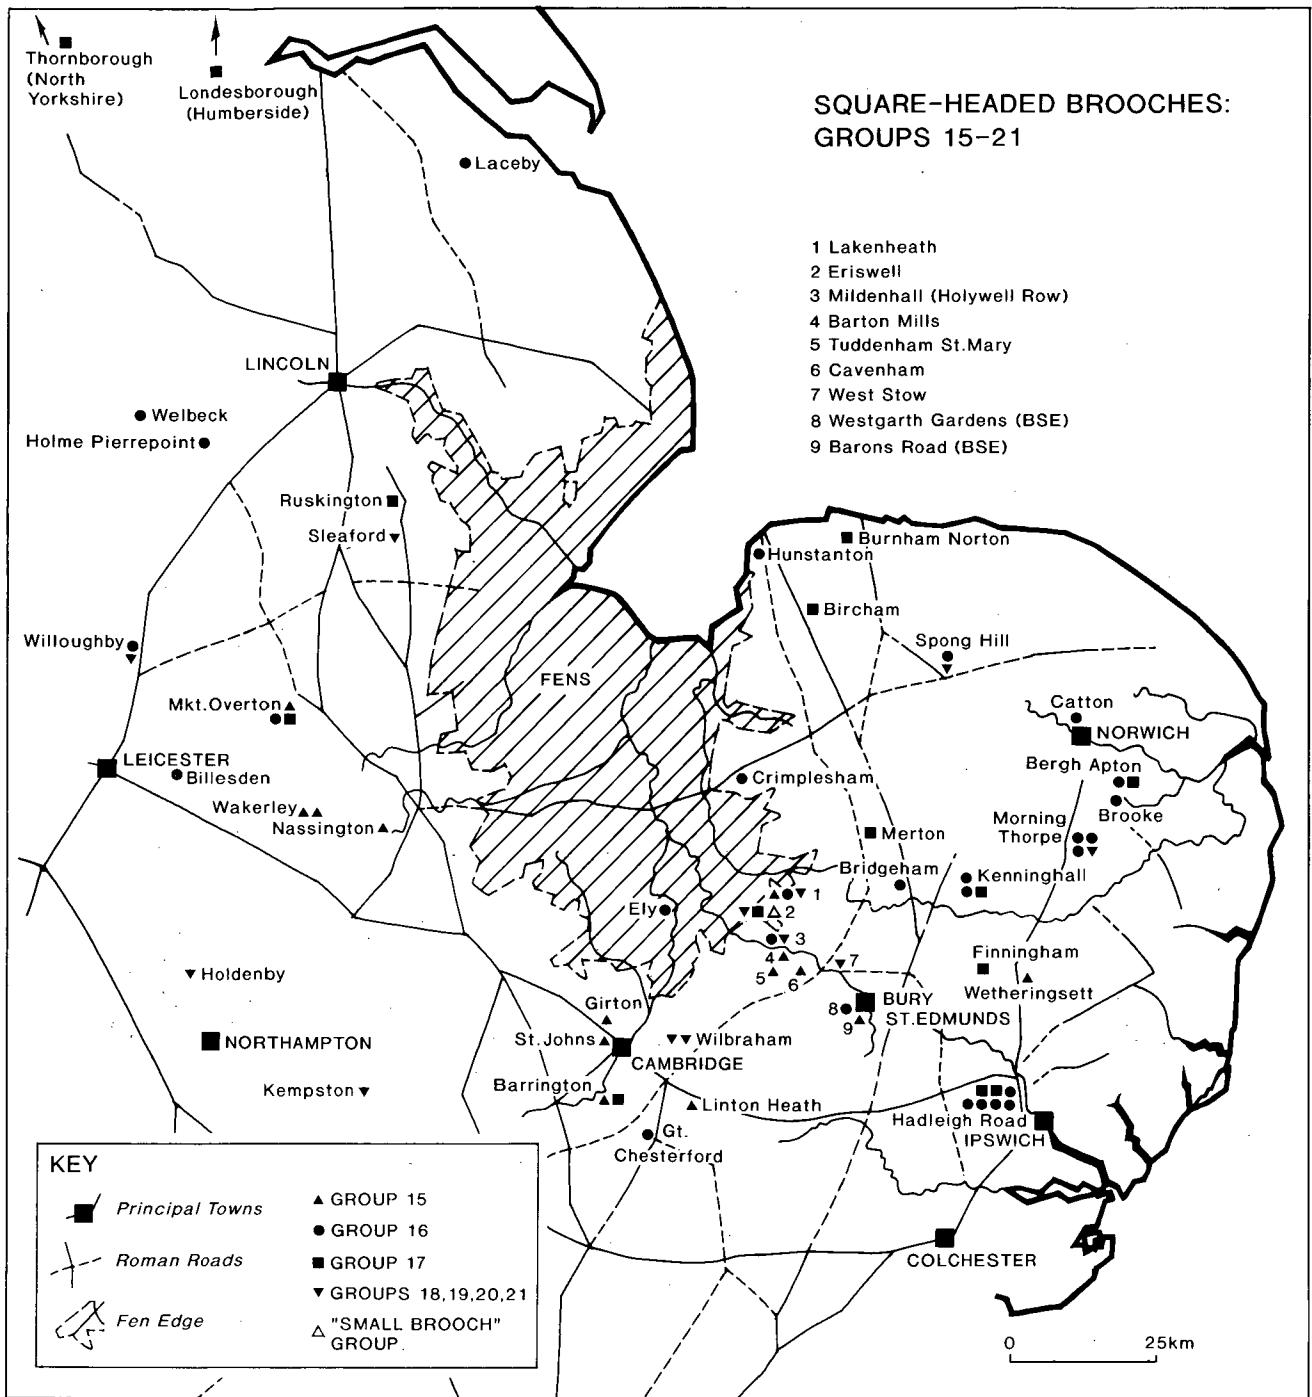 Thornborough
(North
Yorkshire)
Londesborough
(Humberside)
SQUARE-HEADED BROOCHES:
GROUPS 15-21
Laceby
1 Lakenheath
2 Eriswell
3 Mildenhall (Holywell Row)
4 Barton Mills
5 Tuddenham St.Mary
6 Cavenham
7 West Stow
8 Westgarth Gardens (BSE)
9 Barons Road (BSE)
LINCOLN
Welbeck
Holme Pierrepoint
Ruskington
Sleaford
Hunstanton
Burnham Norton
Bircham
Willoughby
Spong Hill
FENS
Mkt.Overton
Catton
NORWICH
LEICESTER
Billesden
Crimplesham
Bergh Apton
Brooke
Wakerley
Nassington
Merton
Morning
Thorpe
Bridgeham
Kenninghall
Ely
1
2
3
4
5
6
7
8
9
Holdenby
Finningham
Wetheringsett
Girton
BURY
ST.EDMUNDS
St.Johns
Wilbraham
NORTHAMPTON
CAMBRIDGE
Kempston
Barrington
Linton Heath
Hadleigh Road
IPSWICH
Gt.
Chesterford
COLCHESTER
KEY
Principal Towns
Roman Roads
Fen Edge
GROUP 15
GROUP 16
GROUP 17
GROUPS 18,19,20,21
"SMALL BROOCH"
GROUP.
0 25km